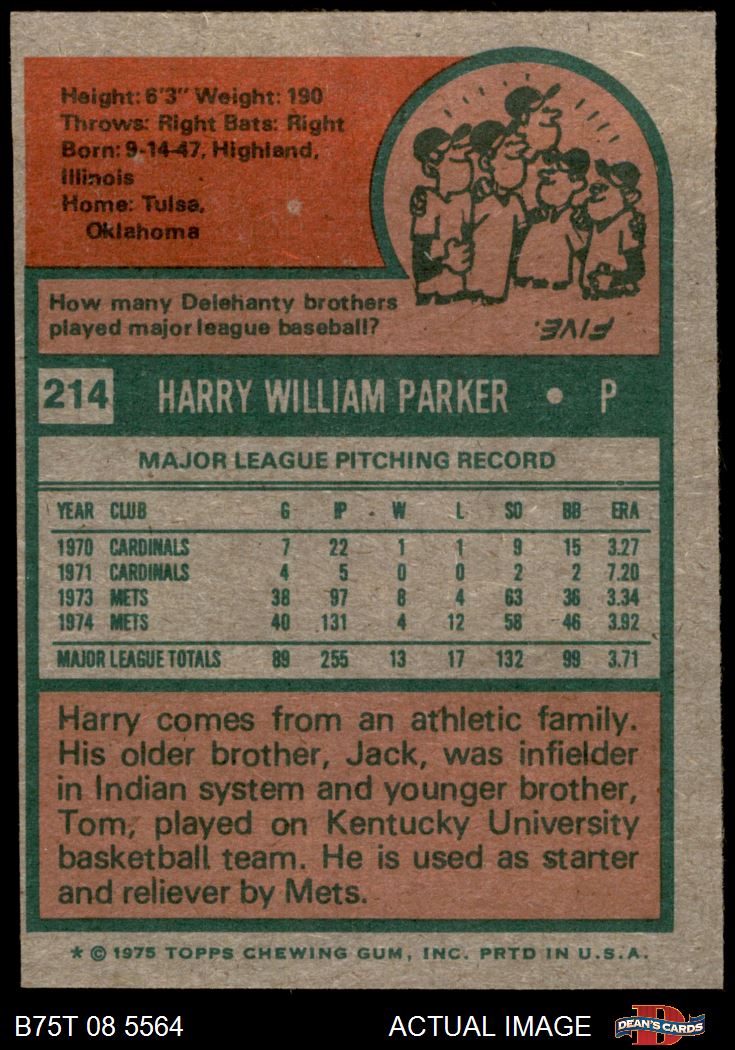 Height: 6'3" Weight: 190
Throws: Right Bats: Right
Born: 9-14-47, Highland,
Illinois
Home: Tulsa,
Oklahoma
How many Delehanty brothers
played major league baseball?
FIVE.
214 HARRY WILLIAM PARKER • P
MAJOR LEAGUE PITCHING RECORD
YEAR CLUB G IP W L SO BB ERA
1970 CARDINALS 7 22 1 1 9 15 3.27
1971 CARDINALS 4 5 0 0 2 2 7.20
1973 METS 38 97 8 4 63 36 3.34
1974 METS 40 131 4 12 58 46 3.92
MAJOR LEAGUE TOTALS 89 255 13 17 132 99 3.71
Harry comes from an athletic family.
His older brother, Jack, was infielder
in Indian system and younger brother,
Tom, played on Kentucky University
basketball team. He is used as starter
and reliever by Mets.
* © 1975 TOPPS CHEWING GUM, INC. PRTD IN U.S.A.
B75T 08 5564 ACTUAL IMAGE DEAN'S CARDS